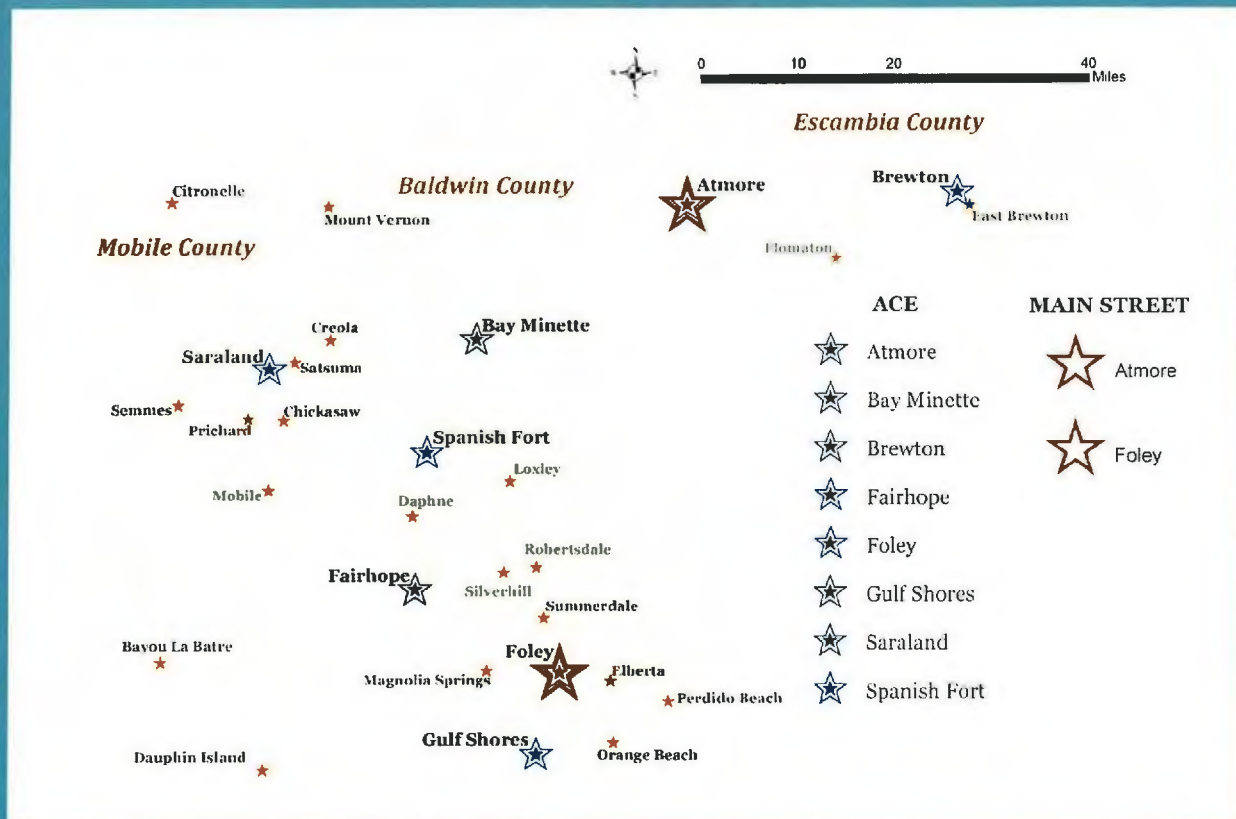 0 10 20 40
Miles
Escambia County
Baldwin County
Mobile County
Citronelle
Mount Vernon
Atmore
Brewton
East Brewton
Flomaton
Creola
Bay Minette
Saraland
Satsuma
Semmes
Prichard
Chickasaw
Spanish Fort
Mobile
Loxley
Daphne
Robertsdale
Fairhope
Silverhill
Summerdale
Bayou La Batre
Foley
Magnolia Springs
Elberta
Perdido Beach
Gulf Shores
Orange Beach
Dauphin Island
ACE
Atmore
Bay Minette
Brewton
Fairhope
Foley
Gulf Shores
Saraland
Spanish Fort
MAIN STREET
Atmore
Foley